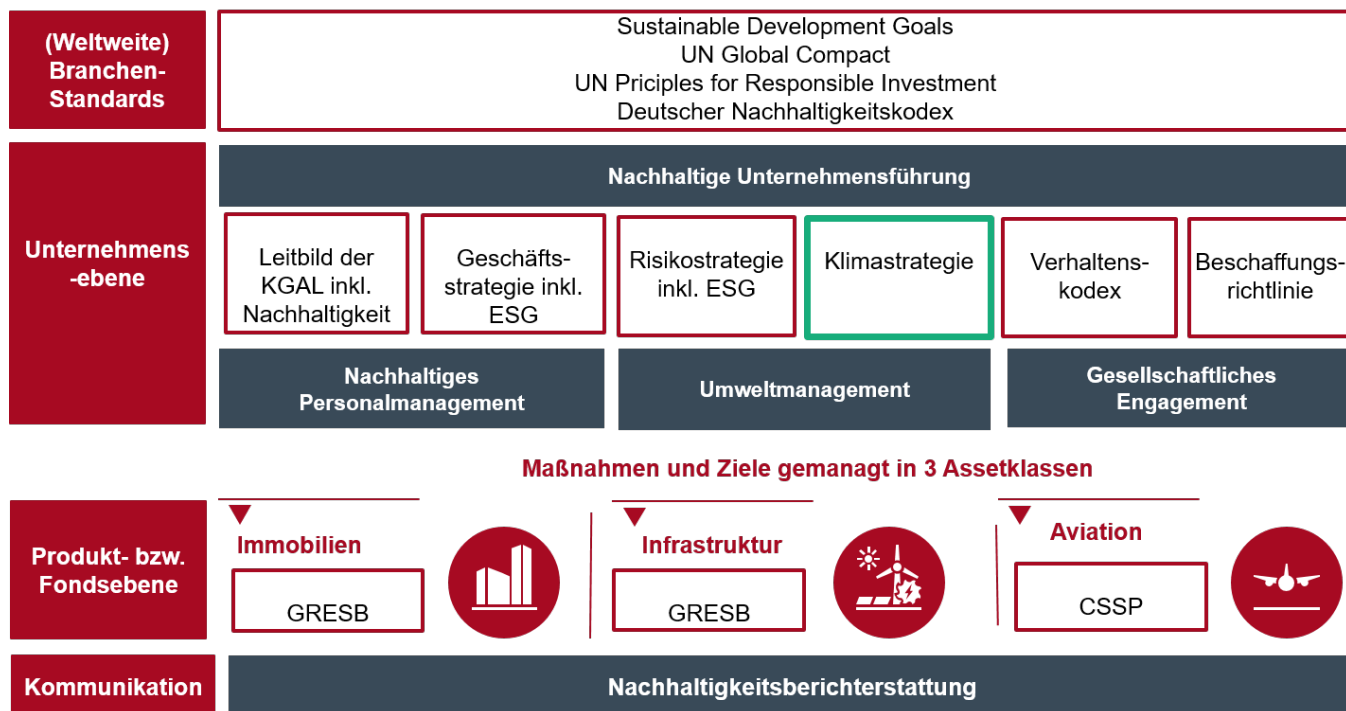 (Weltweite)
Branchen-
Standards
Sustainable Development Goals
UN Global Compact
UN Priciples for Responsible Investment
Deutscher Nachhaltigkeitskodex
Unternehmens
-ebene
Nachhaltige Unternehmensführung
Leitbild der
KGAL inkl.
Nachhaltigkeit
Geschäfts-
strategie inkl.
ESG
Risikostrategie
inkl. ESG
Klimastrategie
Verhaltens-
kodex
Beschaffungs-
richtlinie
Nachhaltiges
Personalmanagement
Umweltmanagement
Gesellschaftliches
Engagement
Maßnahmen und Ziele gemanagt in 3 Assetklassen
Produkt- bzw.
Fondsebene
Immobilien
GRESB
Infrastruktur
GRESB
Aviation
CSSP
Kommunikation
Nachhaltigkeitsberichterstattung